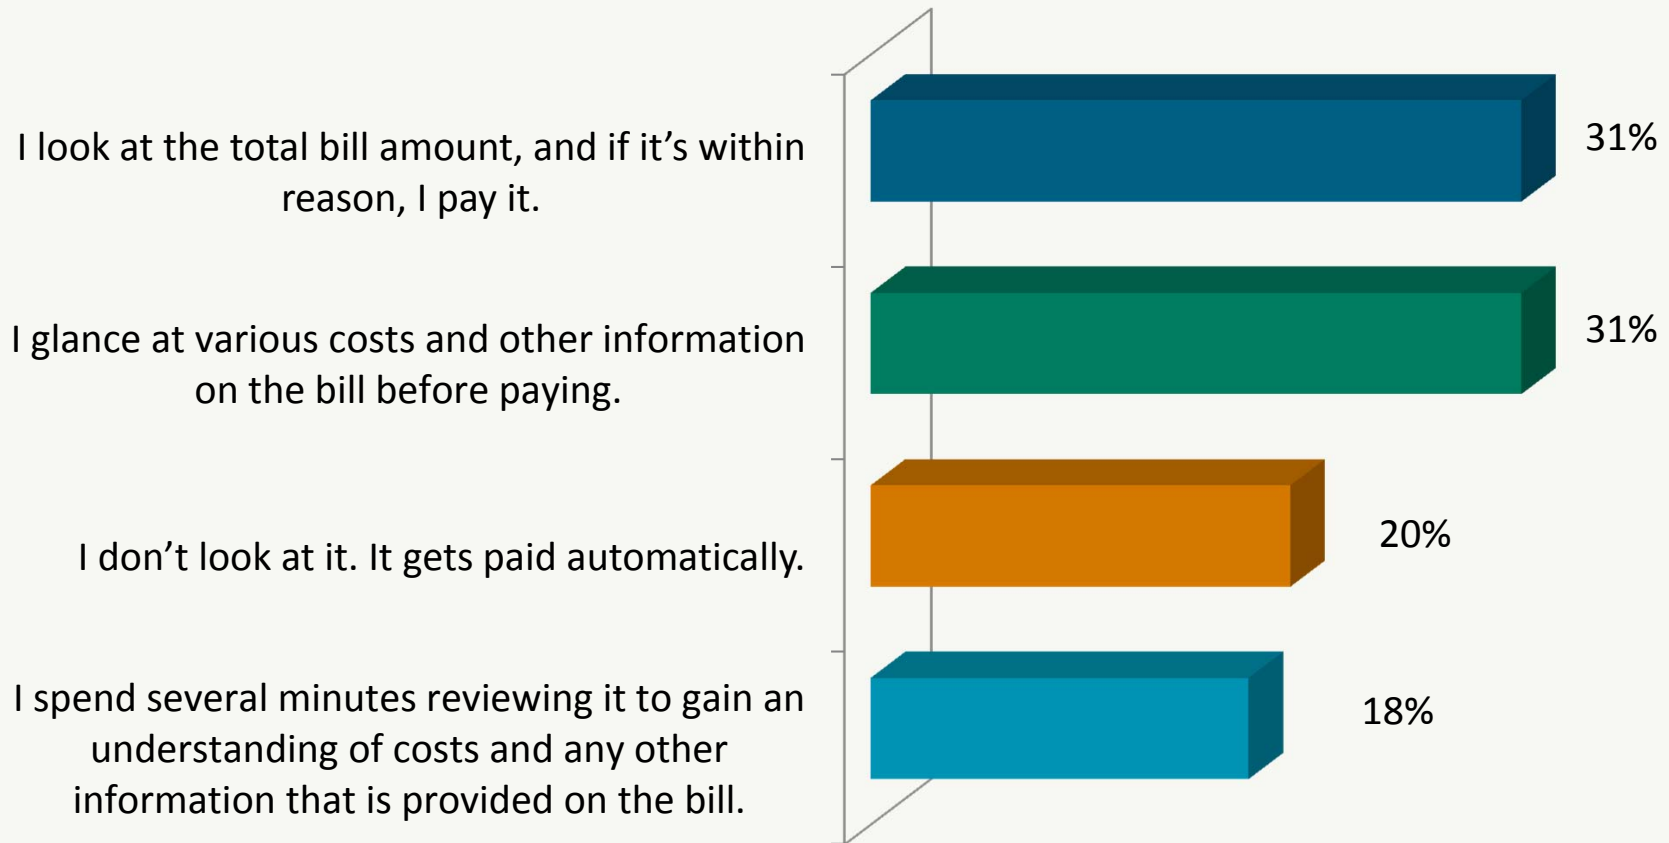 I look at the total bill amount, and if it’s within
reason, I pay it.
31%
I glance at various costs and other information
on the bill before paying.
31%
I don’t look at it. It gets paid automatically.
20%
I spend several minutes reviewing it to gain an
understanding of costs and any other
information that is provided on the bill.
18%